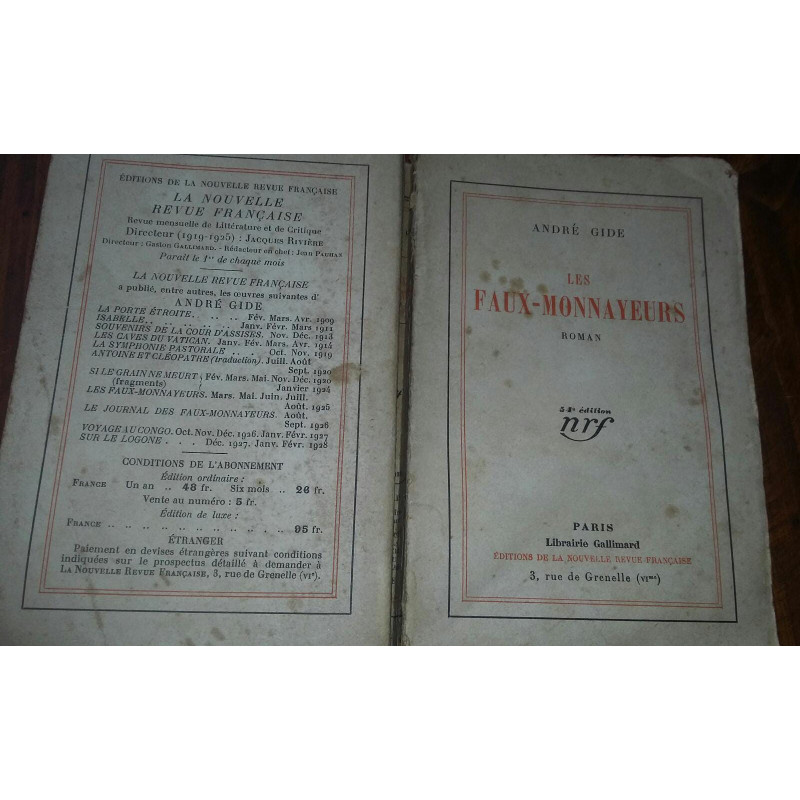 ÉDITIONS DE LA NOUVELLE REVUE FRANÇAISE
LA NOUVELLE
REVUE FRANÇAISE
Revue mensuelle de Littérature et de Critique
Directeur (1919-1925) : JACQUES RIVIÈRE
Directeur : Gaston GALLIMARD. - Rédacteur en chef : Jean PAULHAN
Paraît le 1er de chaque mois
LA NOUVELLE REVUE FRANÇAISE
a publié, entre autres, les œuvres suivantes d'
ANDRÉ GIDE
LA PORTE ÉTROITE. .. .. .. Fév. Mars. Avr. 1909
ISABELLE .. .. .. .. .. Janv. Févr. Mars 1911
SOUVENIRS DE LA COUR D'ASSISES. Nov. Déc. 1913
LES CAVES DU VATICAN. Janv. Fév. Mars. Avr. 1914
LA SYMPHONIE PASTORALE .. .. Oct. Nov. 1919
ANTOINE ET CLÉOPATRE (traduction). Juill. Août
Sept. 1920
SI LE GRAIN NE MEURT } Fév. Mars. Mai. Nov. Déc. 1920
(fragments) } Janvier 1924
LES FAUX-MONNAYEURS. Mars. Mai. Juin. Juill.
Août. 1925
LE JOURNAL DES FAUX-MONNAYEURS. Août.
Sept. 1926
VOYAGE AU CONGO. Oct. Nov. Déc. 1926. Janv. Févr. 1927
SUR LE LOGONE . . . Déc. 1927. Janv. Févr. 1928
CONDITIONS DE L'ABONNEMENT
Édition ordinaire :
FRANCE Un an .. 48 fr. Six mois .. 26 fr.
Vente au numéro : 5 fr.
Édition de luxe :
FRANCE .. .. .. .. .. .. .. .. .. .. 95 fr.
ÉTRANGER
Paiement en devises étrangères suivant conditions
indiquées sur le prospectus détaillé à demander à
LA NOUVELLE REVUE FRANÇAISE, 3, rue de Grenelle (VIe).
ANDRÉ GIDE
LES
FAUX-MONNAYEURS
ROMAN
54e édition
nrf
PARIS
Librairie Gallimard
ÉDITIONS DE LA NOUVELLE REVUE FRANÇAISE
3, rue de Grenelle (VIme)